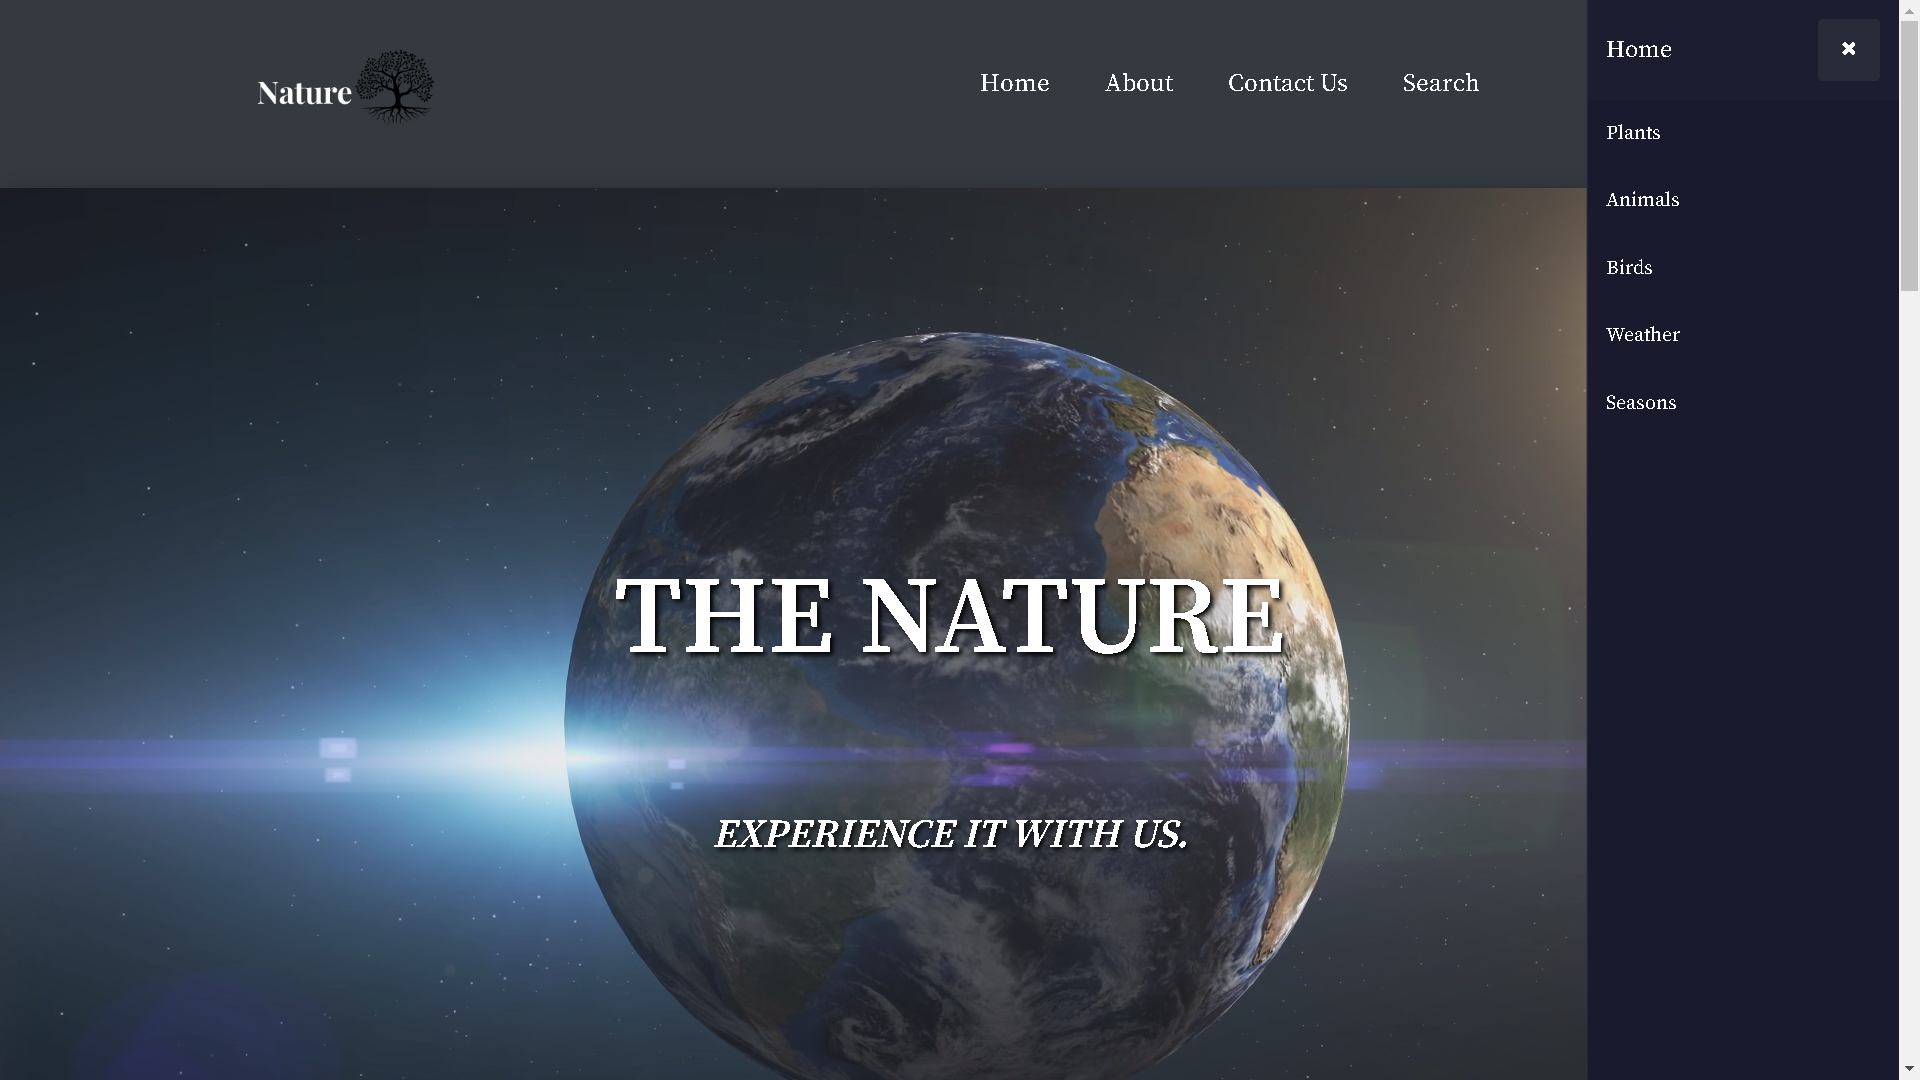 Nature
Home
About
Contact Us
Search
THE NATURE
EXPERIENCE IT WITH US.
Home
Plants
Animals
Birds
Weather
Seasons